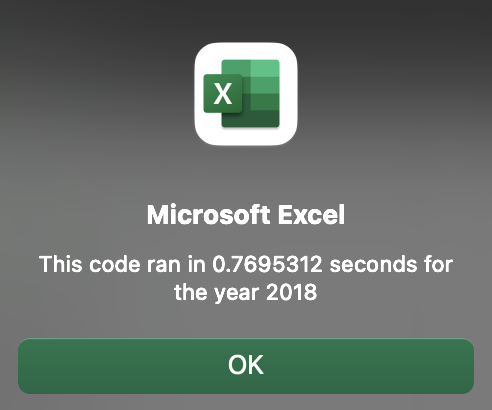 X
Microsoft Excel
This code ran in 0.7695312 seconds for
the year 2018
OK